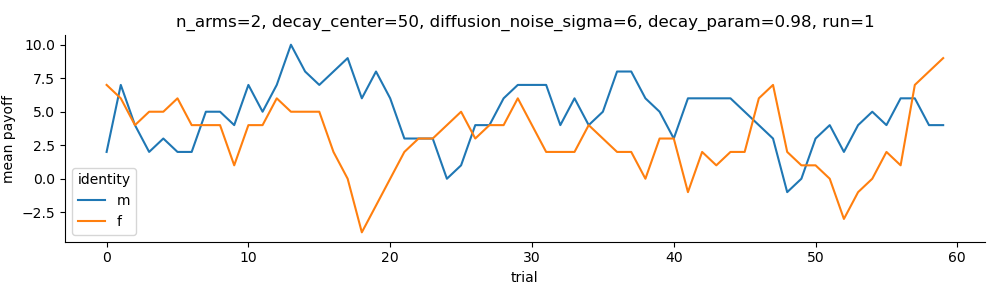 n_arms=2, decay_center=50, diffusion_noise_sigma=6, decay_param=0.98, run=1
mean payoff
10.0
7.5
5.0
2.5
0.0
−2.5
identity
m
f
0 10 20 30 40 50 60
trial